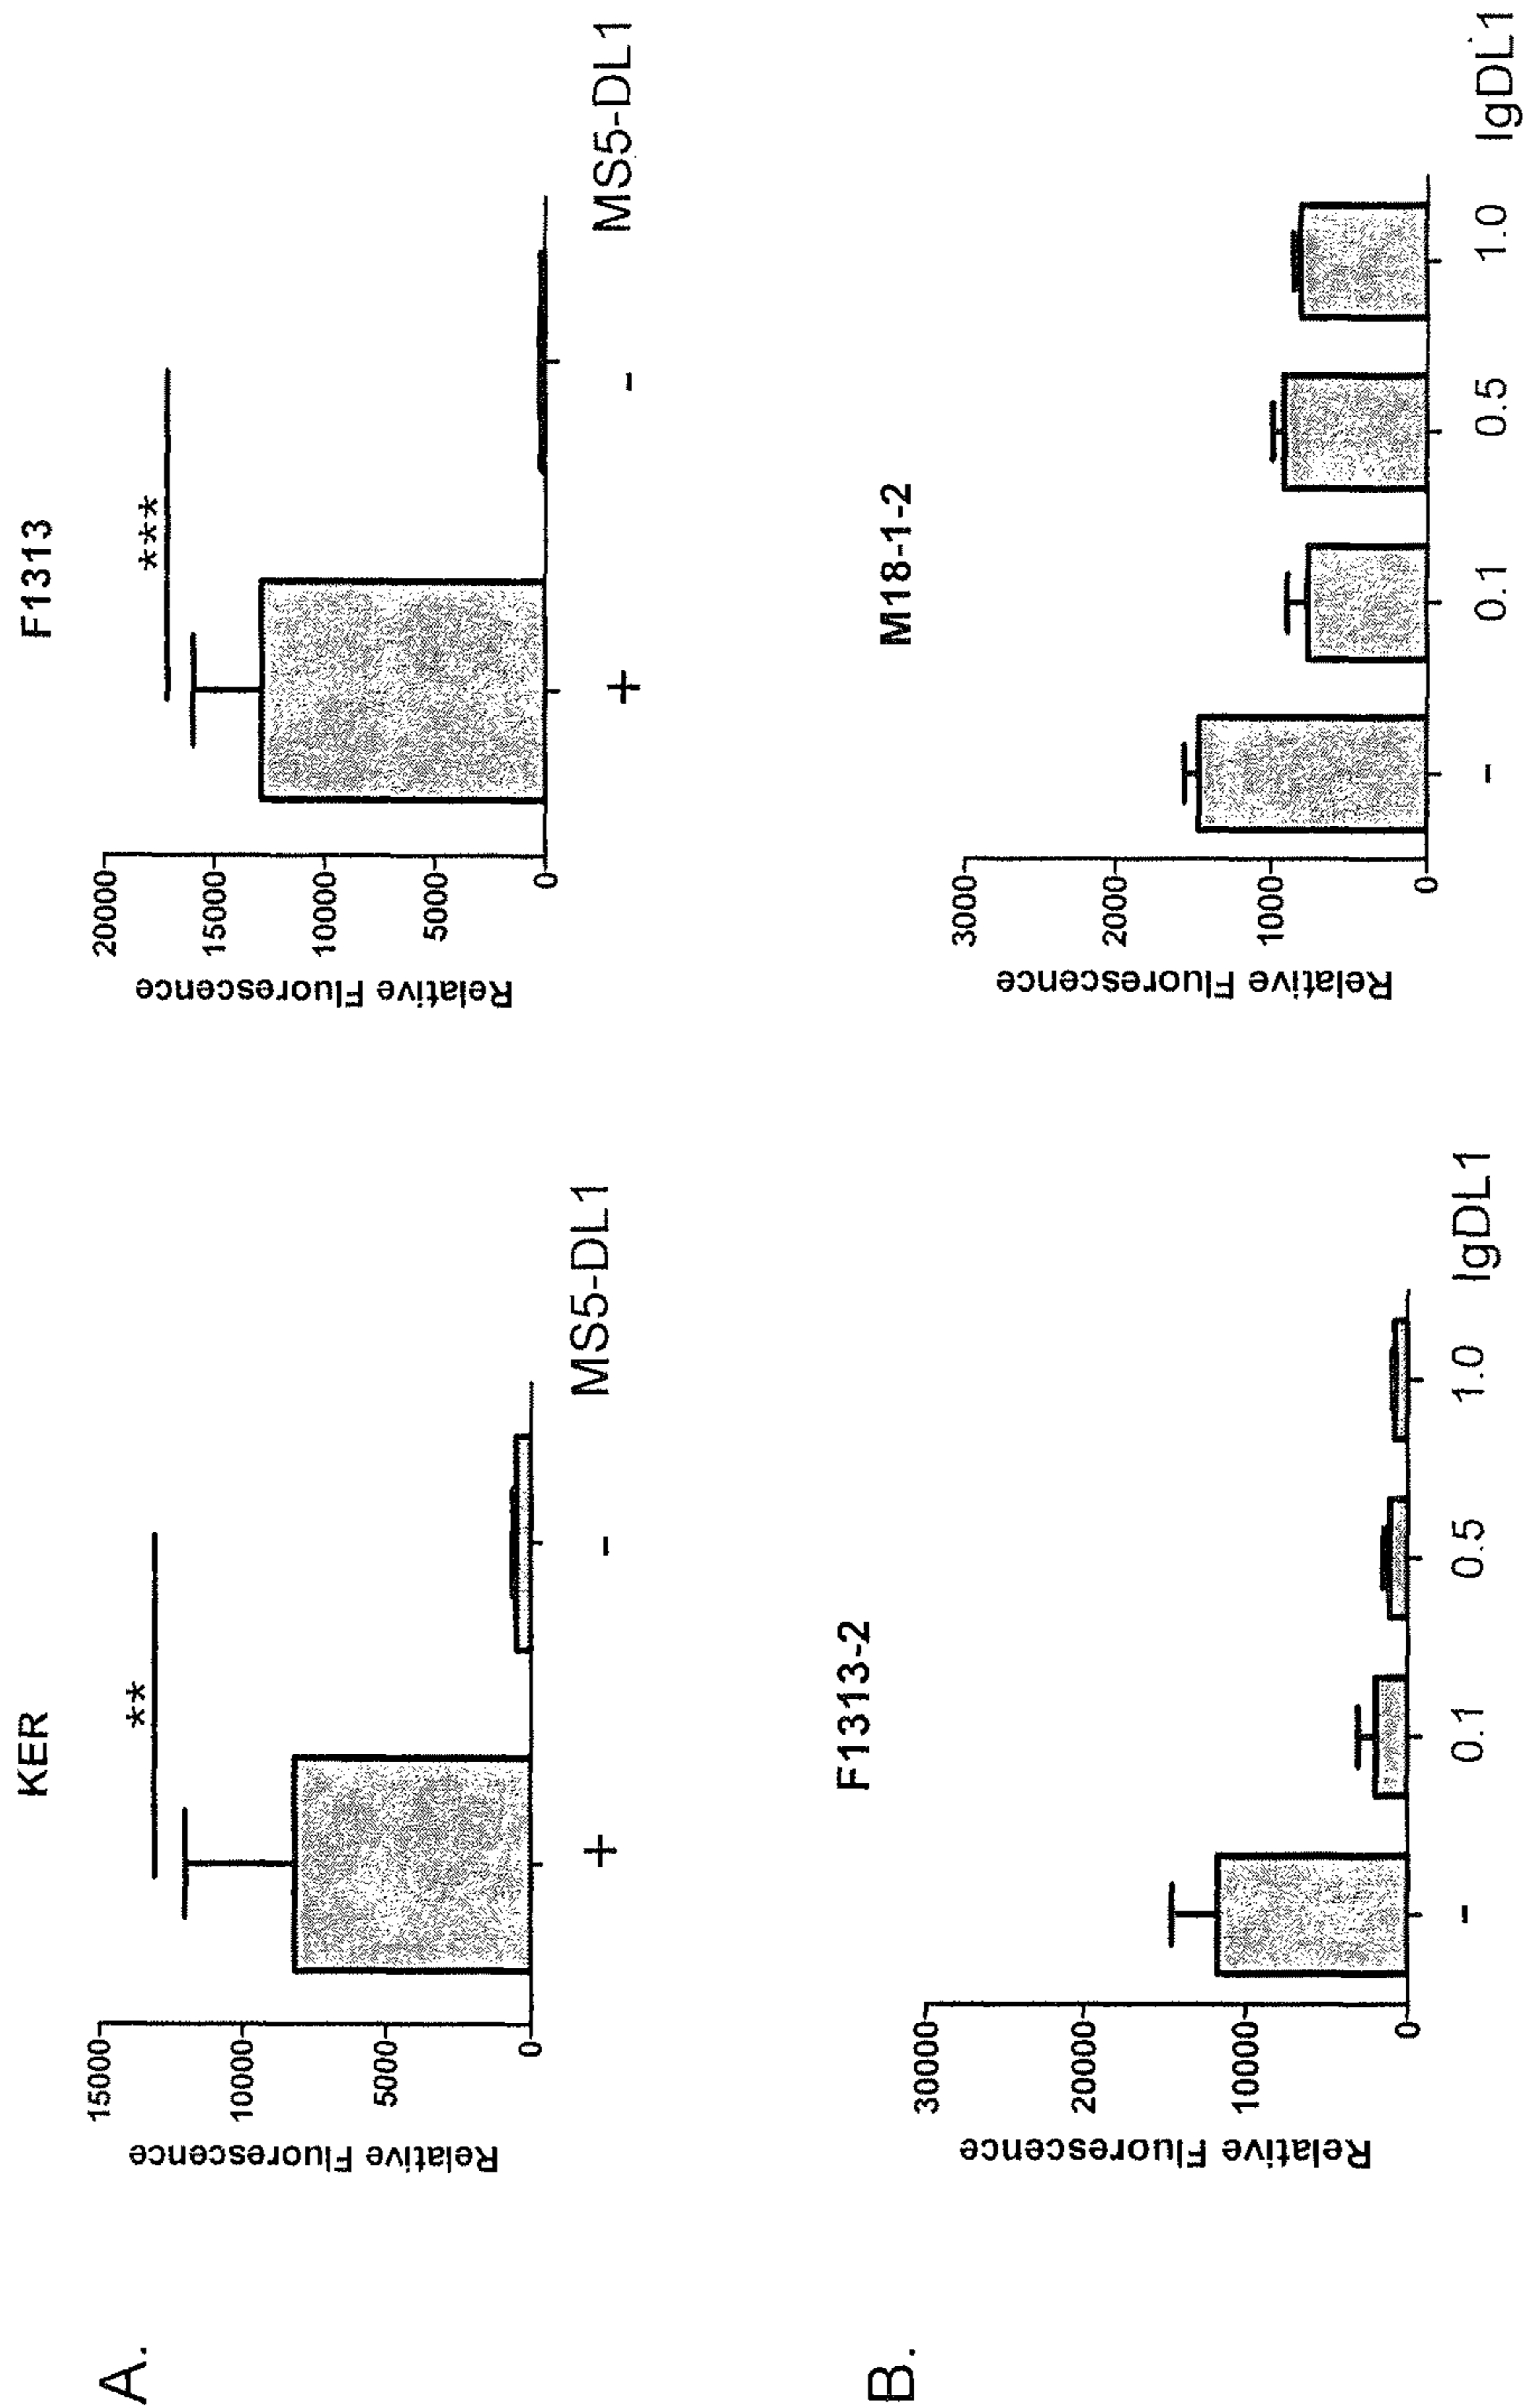 A.
KER
Relative Fluorescence
15000
10000
5000
0
**
+ - MS5-DL1
F1313
Relative Fluorescence
20000
15000
10000
5000
0
***
+ - MS5-DL1
B.
F1313-2
Relative Fluorescence
30000
20000
10000
0
- 0.1 0.5 1.0 IgDL1
M18-1-2
Relative Fluorescence
3000
2000
1000
0
- 0.1 0.5 1.0 IgDL1